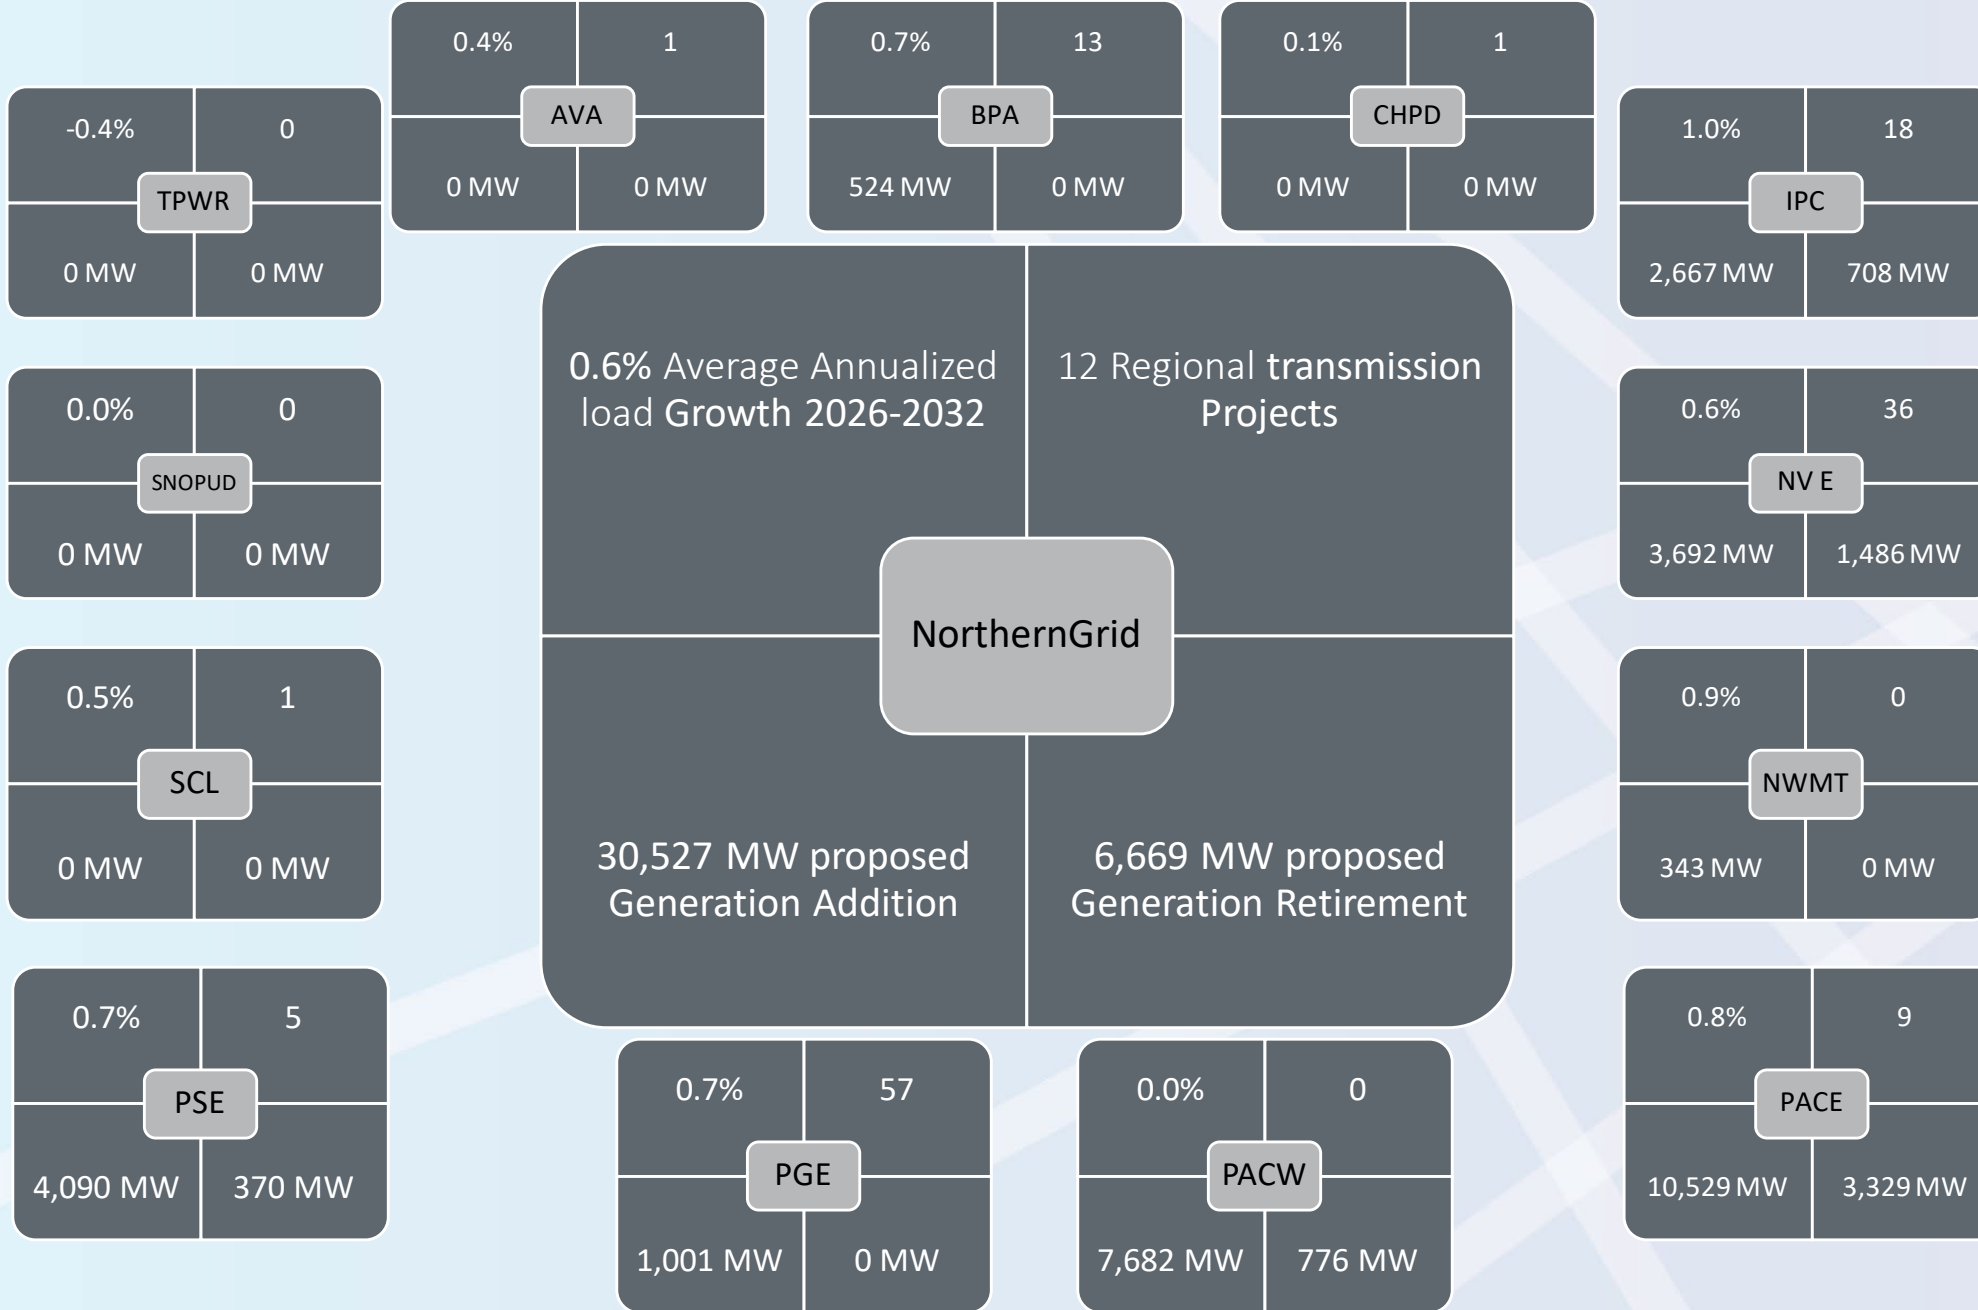 0.4%
1
AVA
0 MW
0 MW
0.7%
13
BPA
524 MW
0 MW
0.1%
1
CHPD
0 MW
0 MW
-0.4%
0
TPWR
0 MW
0 MW
1.0%
18
IPC
2,667 MW
708 MW
0.6% Average Annualized
load Growth 2026-2032
12 Regional transmission
Projects
NorthernGrid
30,527 MW proposed
Generation Addition
6,669 MW proposed
Generation Retirement
0.0%
0
SNOPUD
0 MW
0 MW
0.6%
36
NV E
3,692 MW
1,486 MW
0.5%
1
SCL
0 MW
0 MW
0.9%
0
NWMT
343 MW
0 MW
0.7%
5
PSE
4,090 MW
370 MW
0.7%
57
PGE
1,001 MW
0 MW
0.0%
0
PACW
7,682 MW
776 MW
0.8%
9
PACE
10,529 MW
3,329 MW